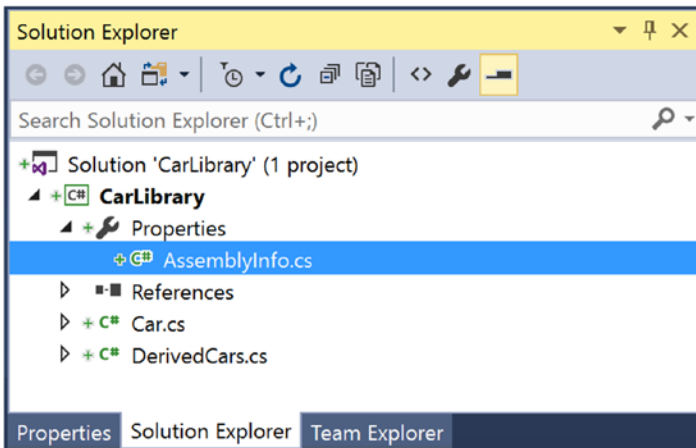 Solution Explorer
Search Solution Explorer (Ctrl+;)
Solution 'CarLibrary' (1 project)
C# CarLibrary
Properties
C# AssemblyInfo.cs
References
C# Car.cs
C# DerivedCars.cs
Properties Solution Explorer Team Explorer